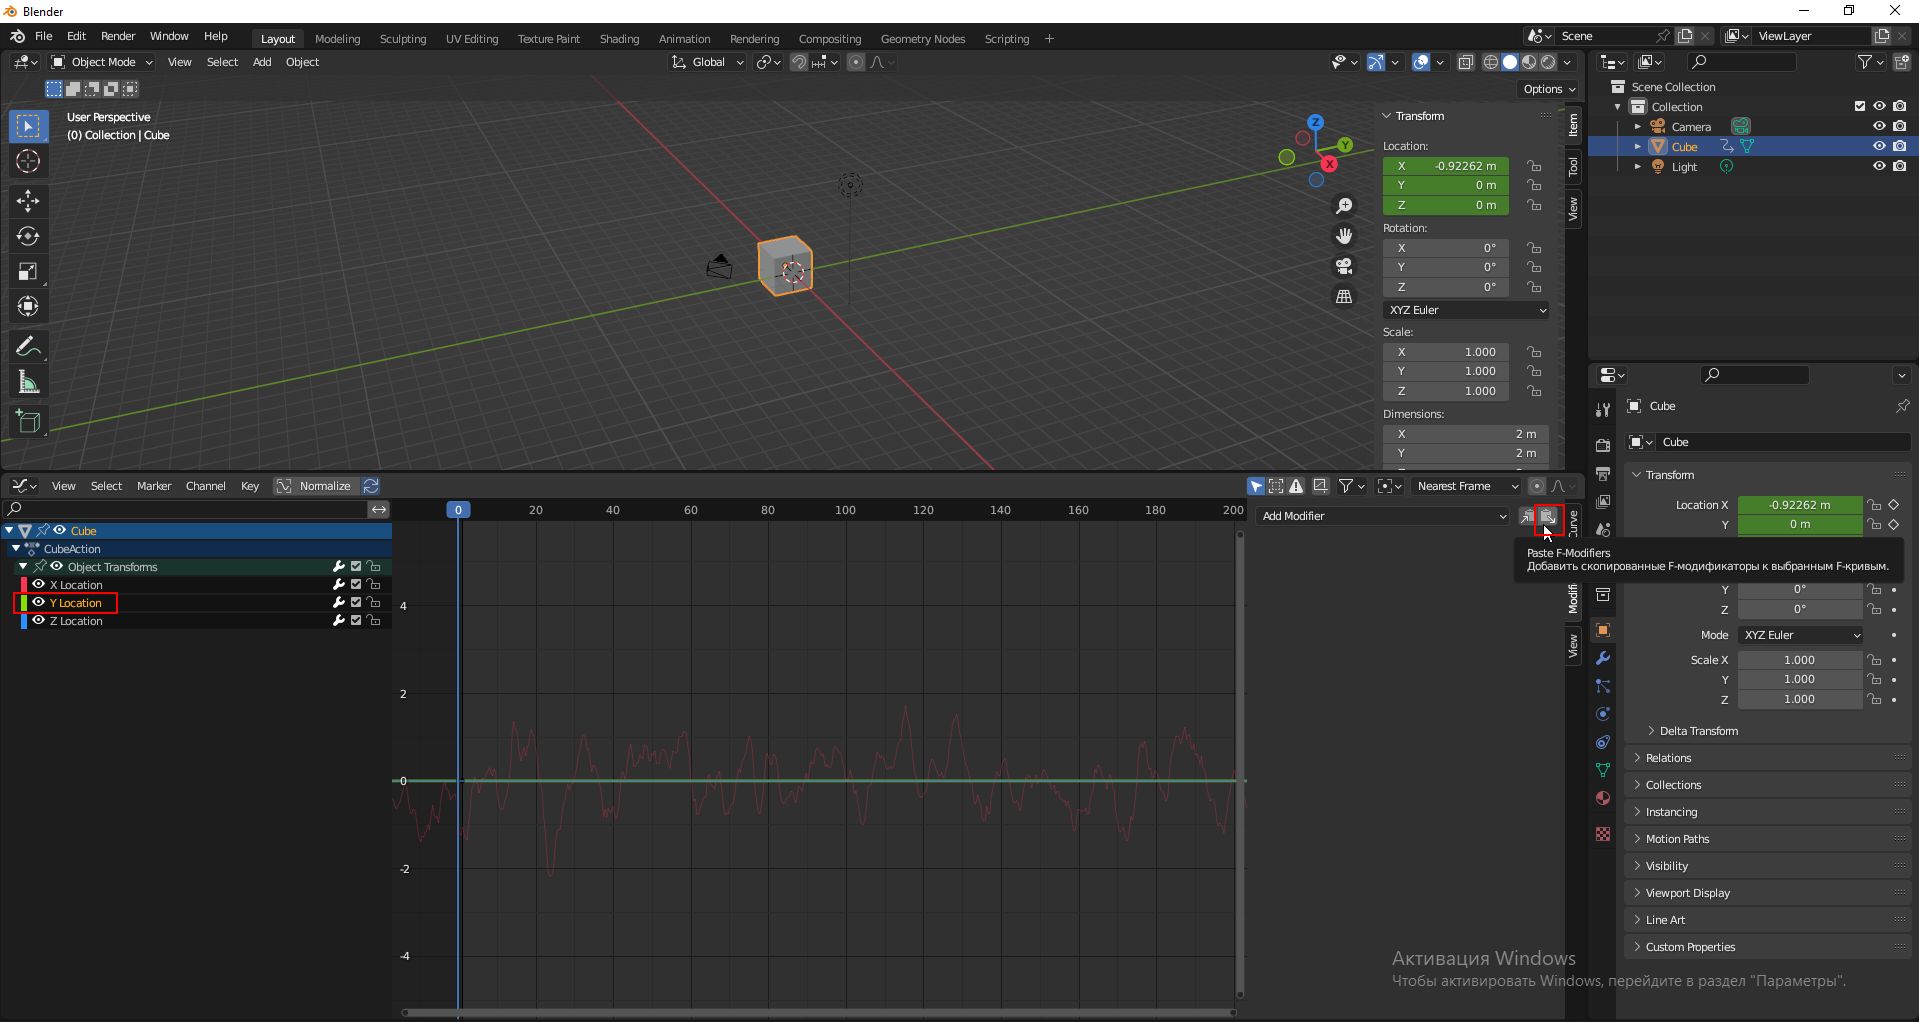 Blender
File Edit Render Window Help Layout Modeling Sculpting UV Editing Texture Paint Shading Animation Rendering Compositing Geometry Nodes Scripting + Scene ViewLayer
Object Mode View Select Add Object Global
Options
User Perspective
(0) Collection | Cube
Z
Y
X
Transform
Location:
X -0.92262 m
Y 0 m
Z 0 m
Rotation:
X 0°
Y 0°
Z 0°
XYZ Euler
Scale:
X 1.000
Y 1.000
Z 1.000
Dimensions:
X 2 m
Y 2 m
Item
Tool
View
Scene Collection
Collection
Camera
Cube
Light
Cube
Cube
Transform
Location X -0.92262 m
Y 0 m
Y 0°
Z 0°
Mode XYZ Euler
Scale X 1.000
Y 1.000
Z 1.000
Delta Transform
Relations
Collections
Instancing
Motion Paths
Visibility
Viewport Display
Line Art
Custom Properties
View Select Marker Channel Key Normalize Nearest Frame
0 20 40 60 80 100 120 140 160 180 200
Cube
CubeAction
Object Transforms
X Location
Y Location
Z Location
4
2
0
-2
-4
Add Modifier
Paste F-Modifiers
Добавить скопированные F-модификаторы к выбранным F-кривым.
View
Активация Windows
Чтобы активировать Windows, перейдите в раздел "Параметры".